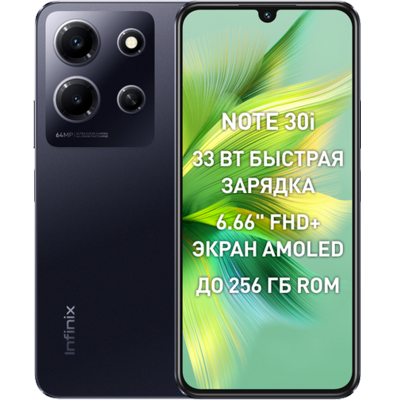 NOTE 30i
33 ВТ БЫСТРАЯ
ЗАРЯДКА
6.66" FHD+
ЭКРАН AMOLED
ДО 256 ГБ ROM
64MP
Infinix